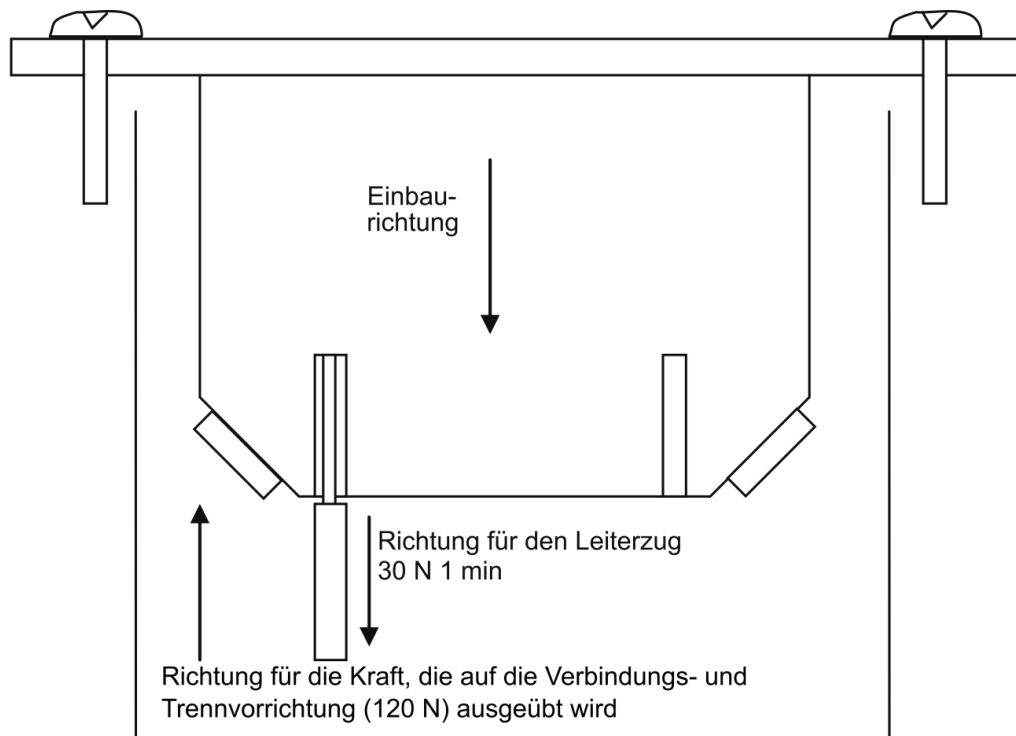 Einbau-
richtung
Richtung für den Leiterzug
30 N 1 min
Richtung für die Kraft, die auf die Verbindungs- und
Trennvorrichtung (120 N) ausgeübt wird